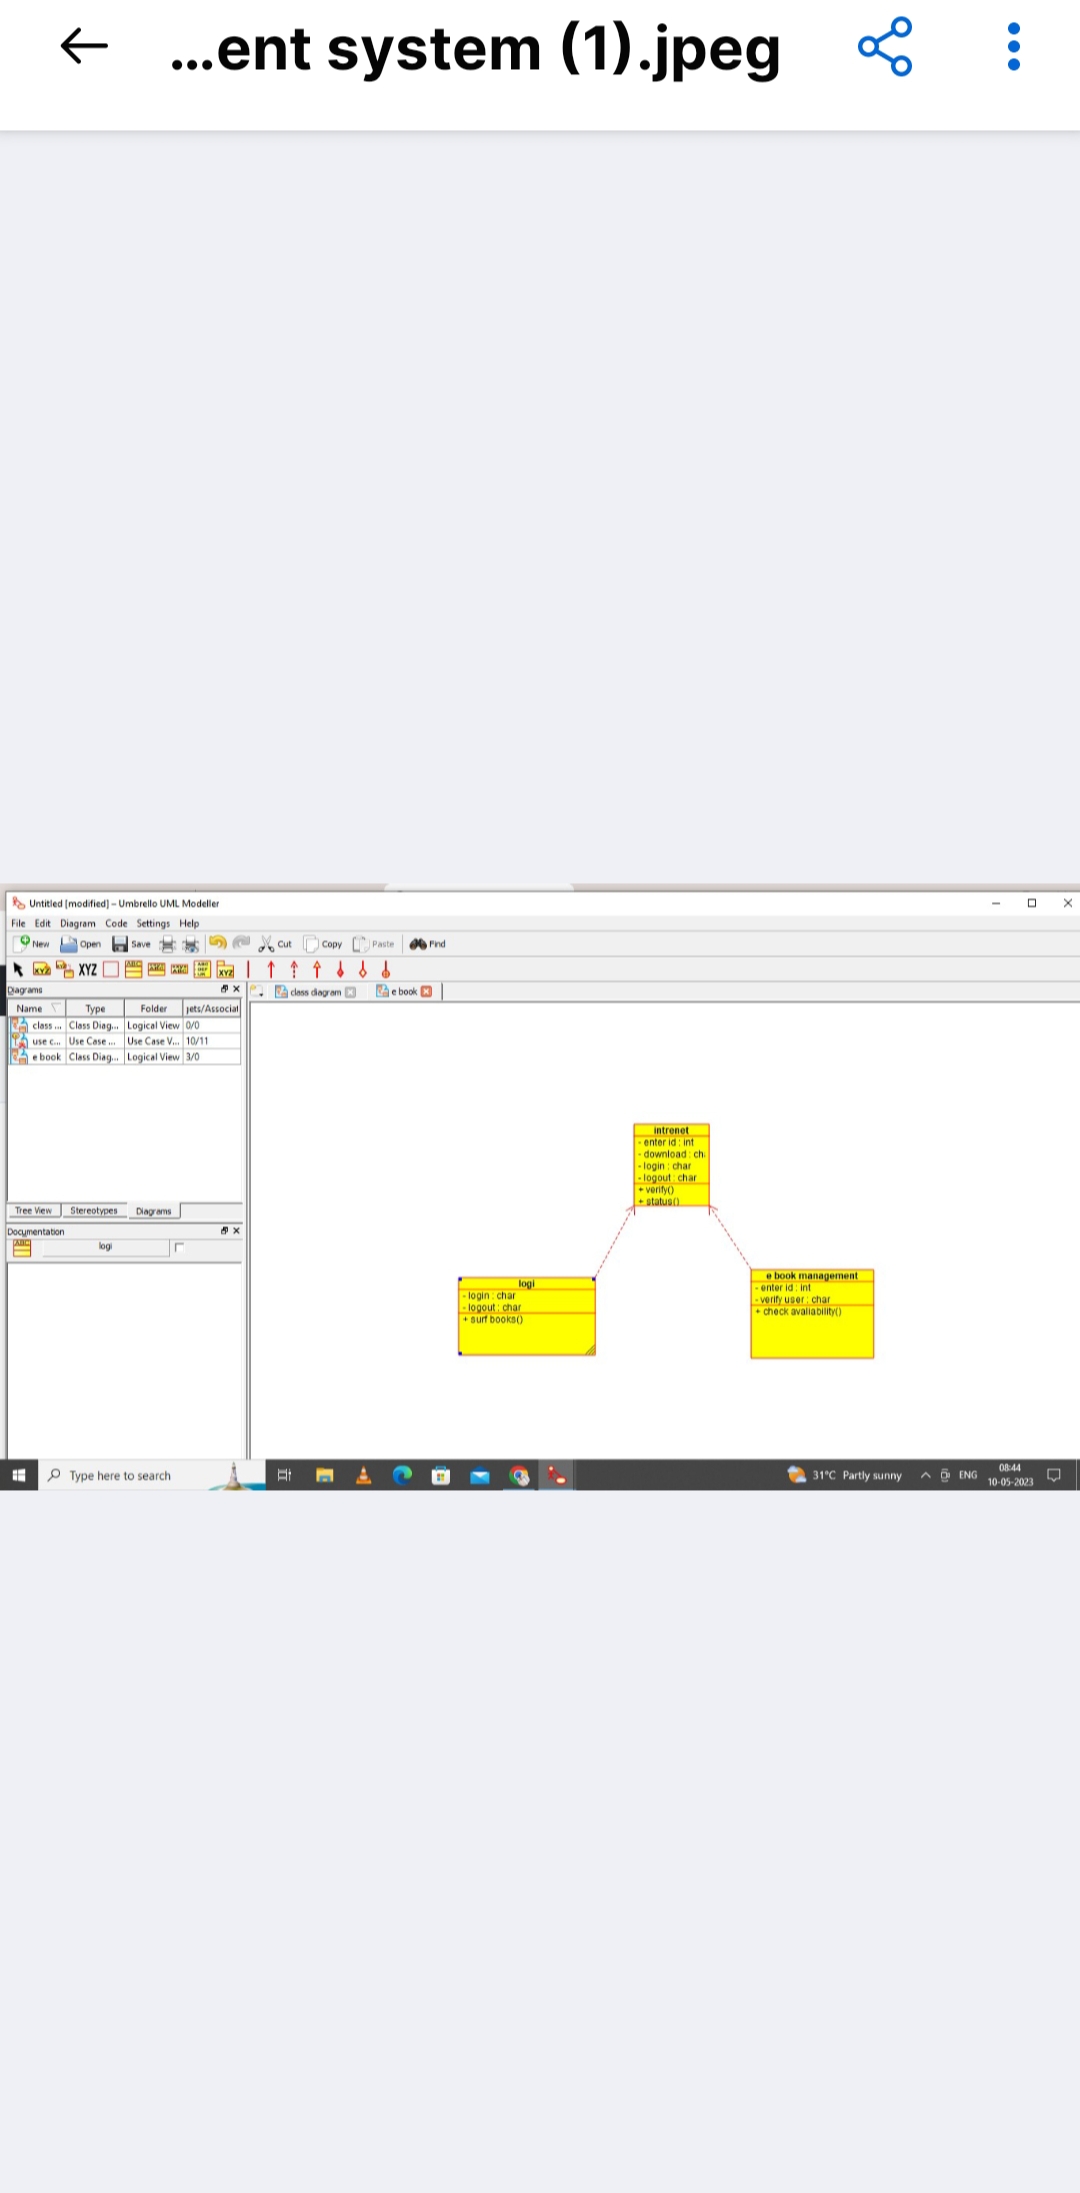 ...ent system (1).jpeg
Untitled [modified] – Umbrello UML Modeller
File Edit Diagram Code Settings Help
New Open Save Cut Copy Paste Find
XYZ
Diagrams
class diagram
e book
Name Type Folder jets/Associat
class ... Class Diag... Logical View 0/0
use c... Use Case ... Use Case V... 10/11
e book Class Diag... Logical View 3/0
intrenet
- enter id : int
- download : ch
- login : char
- logout : char
+ verify()
+ status()
Tree View Stereotypes Diagrams
Documentation
logi
logi
- login : char
- logout : char
+ surf books()
e book management
- enter id : int
- verify user : char
+ check avaliability()
Type here to search
31°C Partly sunny
ENG
08:44
10-05-2023